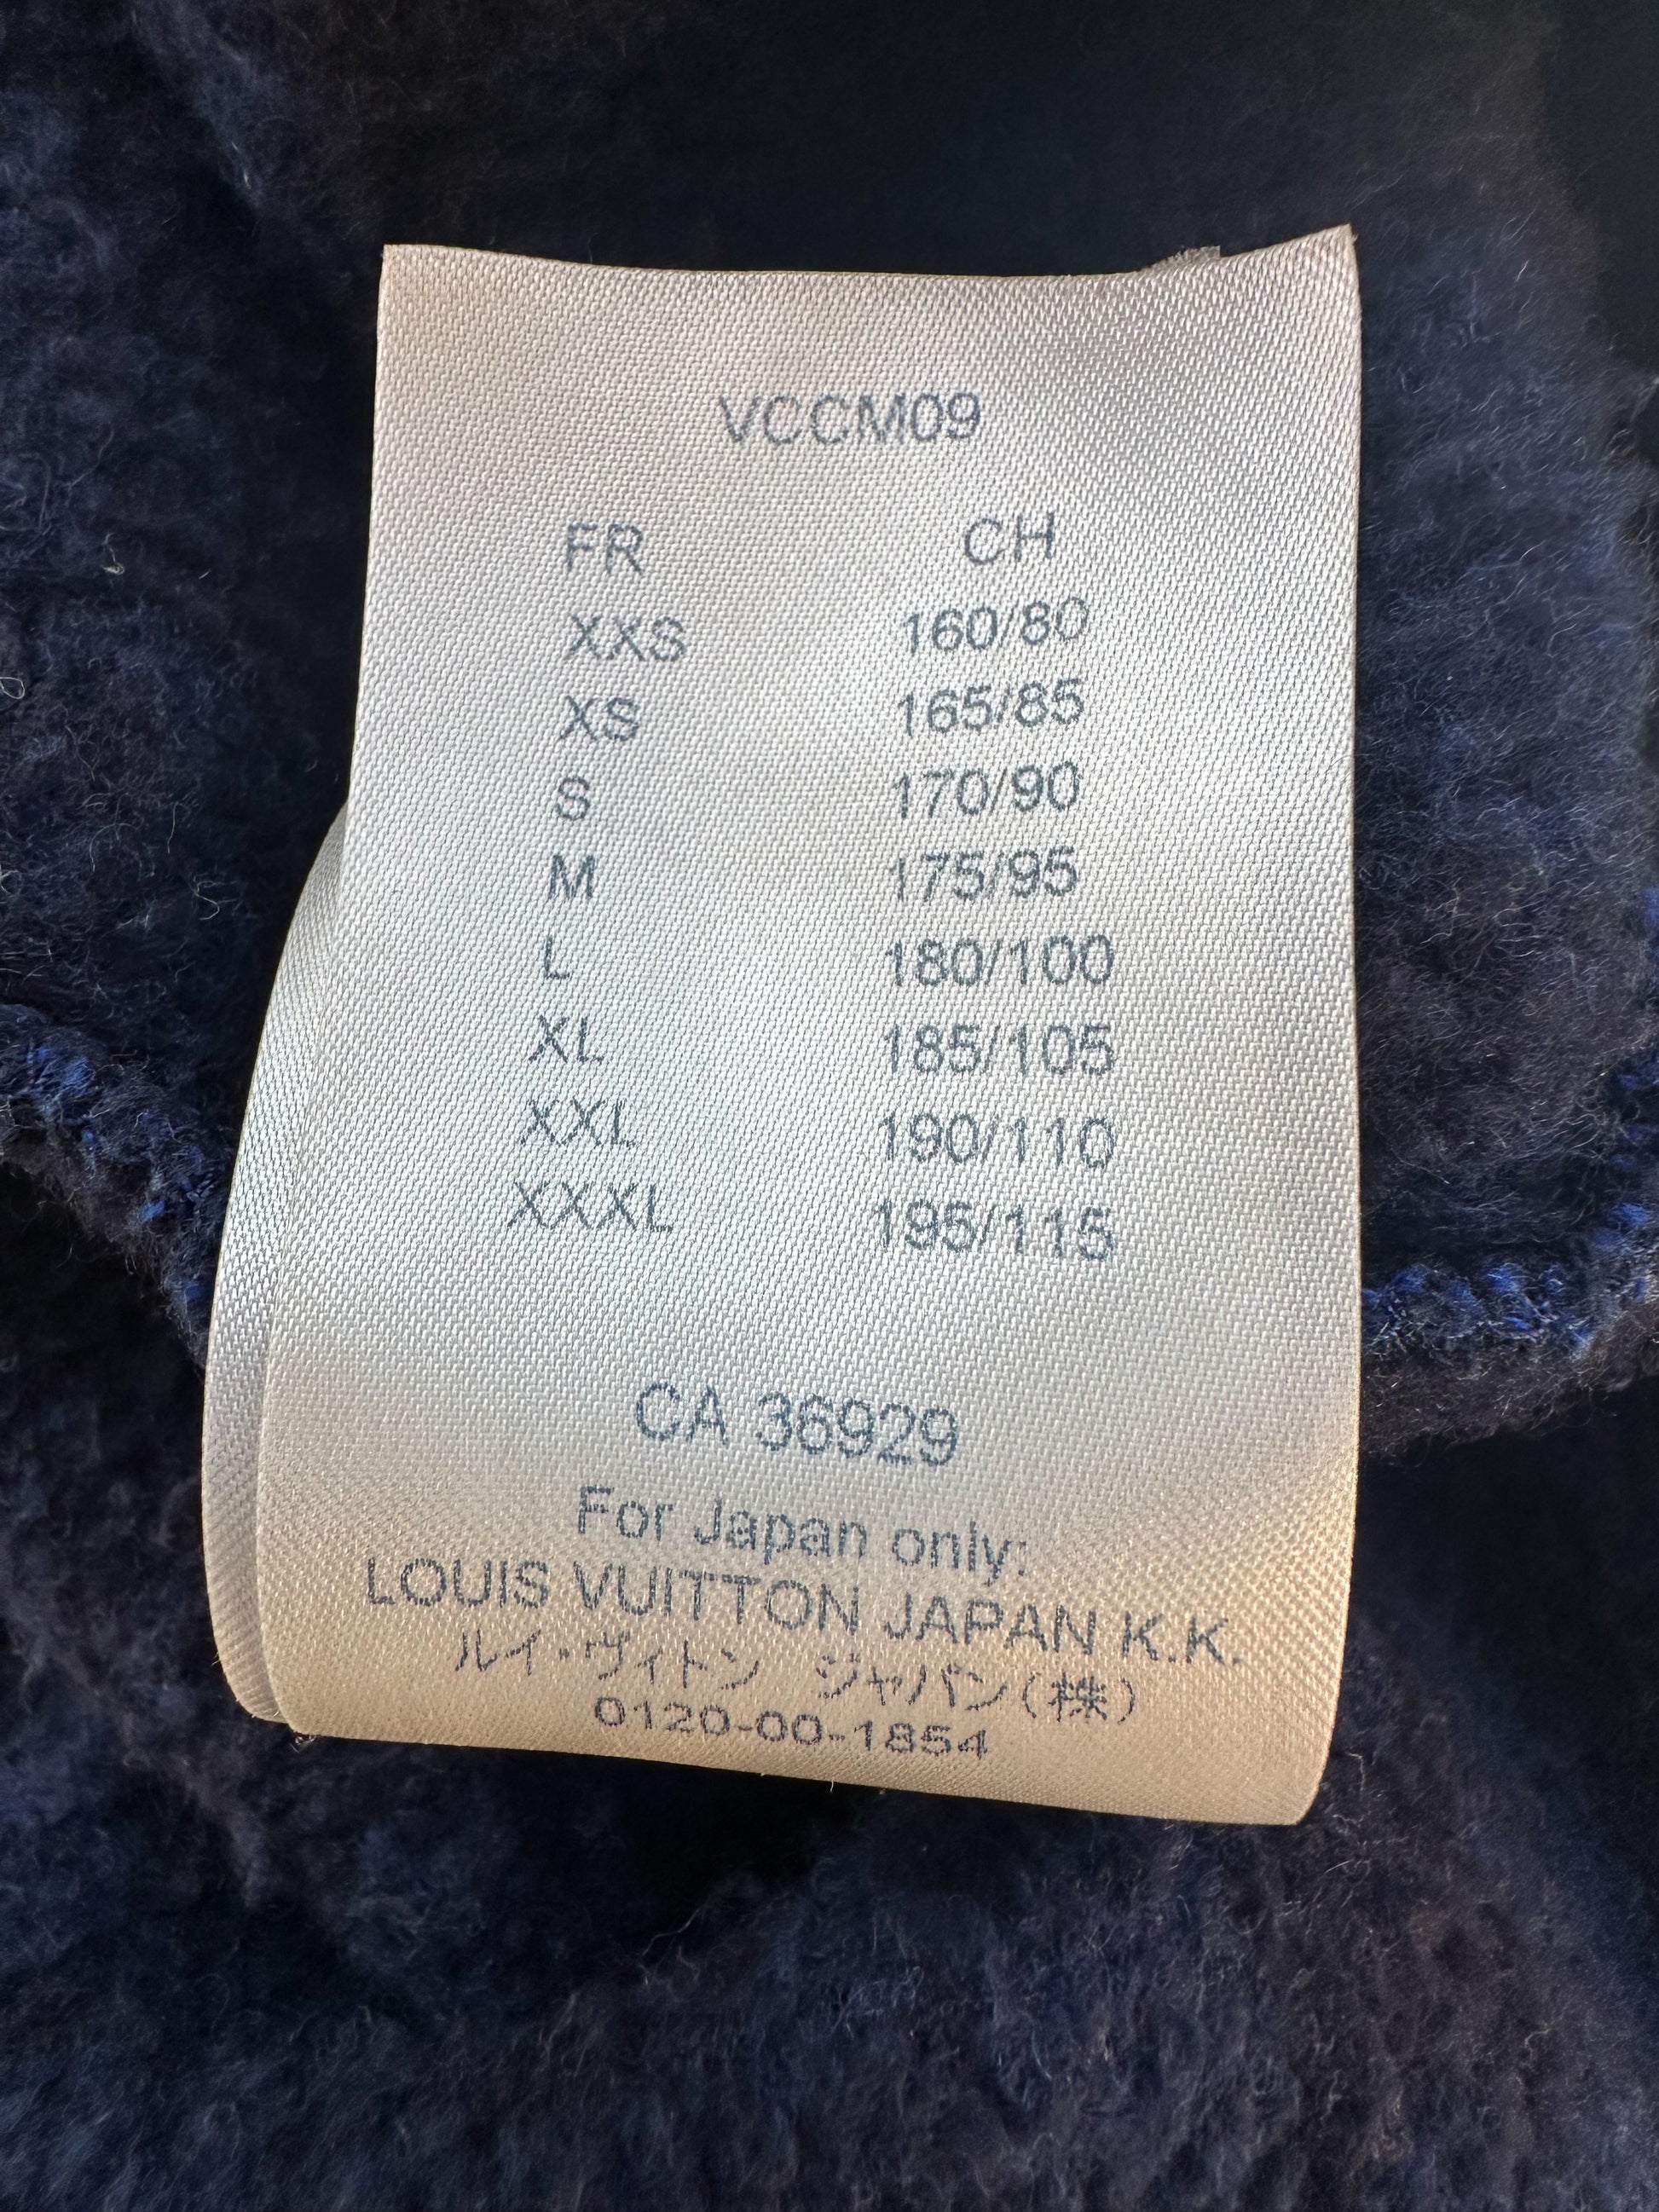 VCCM09
FR CH
XXS 160/80
XS 165/85
S 170/90
M 175/95
L 180/100
XL 185/105
XXL 190/110
XXXL 195/115
CA 36929
For Japan only:
LOUIS VUITTON JAPAN K.K.
ルイ・ヴィトン ジャパン(株)
0120-00-1854